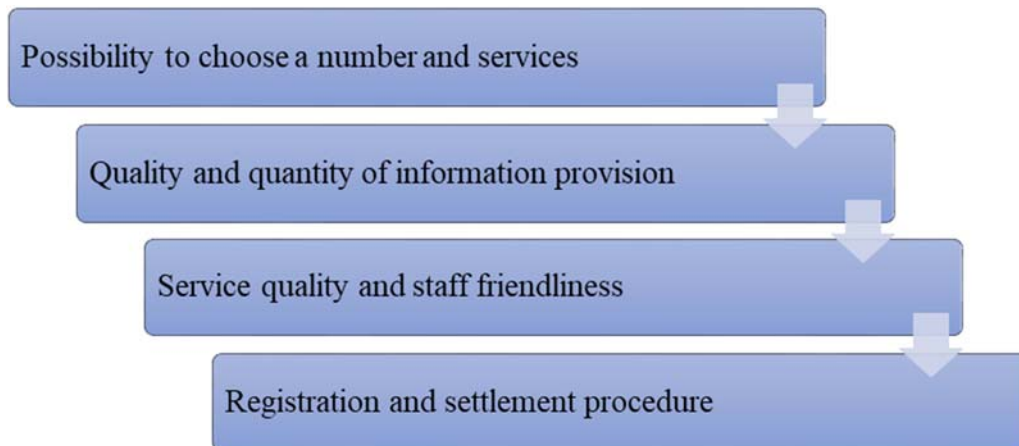 Possibility to choose a number and services
Quality and quantity of information provision
Service quality and staff friendliness
Registration and settlement procedure